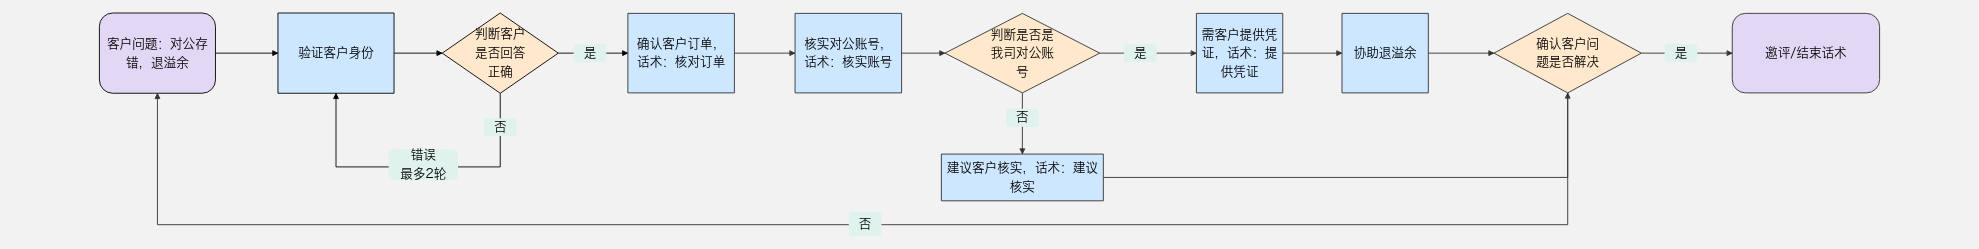 客户问题：对公存
错，退溢余
验证客户身份
判断客户
是否回答
正确
是
确认客户订单，
话术：核对订单
核实对公账号，
话术：核实账号
判断是否是
我司对公账
号
是
需客户提供凭
证，话术：提
供凭证
协助退溢余
确认客户问
题是否解决
是
邀评/结束话术
否
错误
最多2轮
否
建议客户核实，话术：建议
核实
否